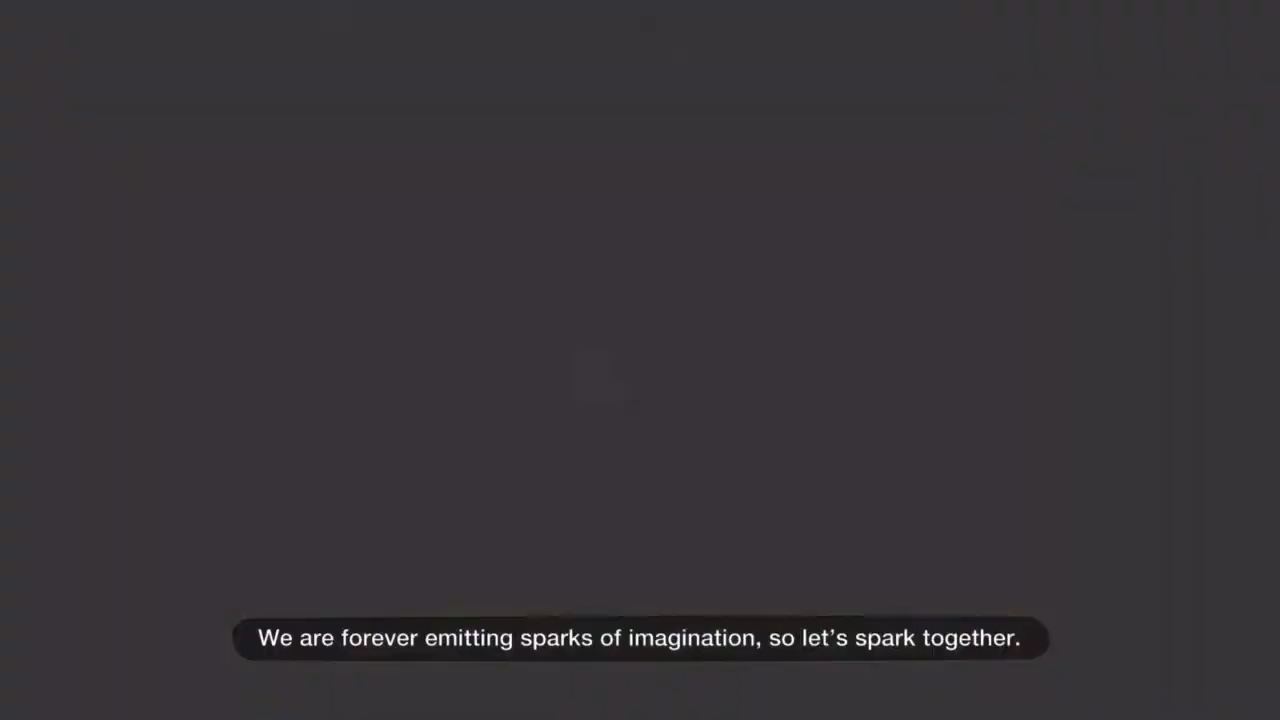 We are forever emitting sparks of imagination, so let’s spark together.